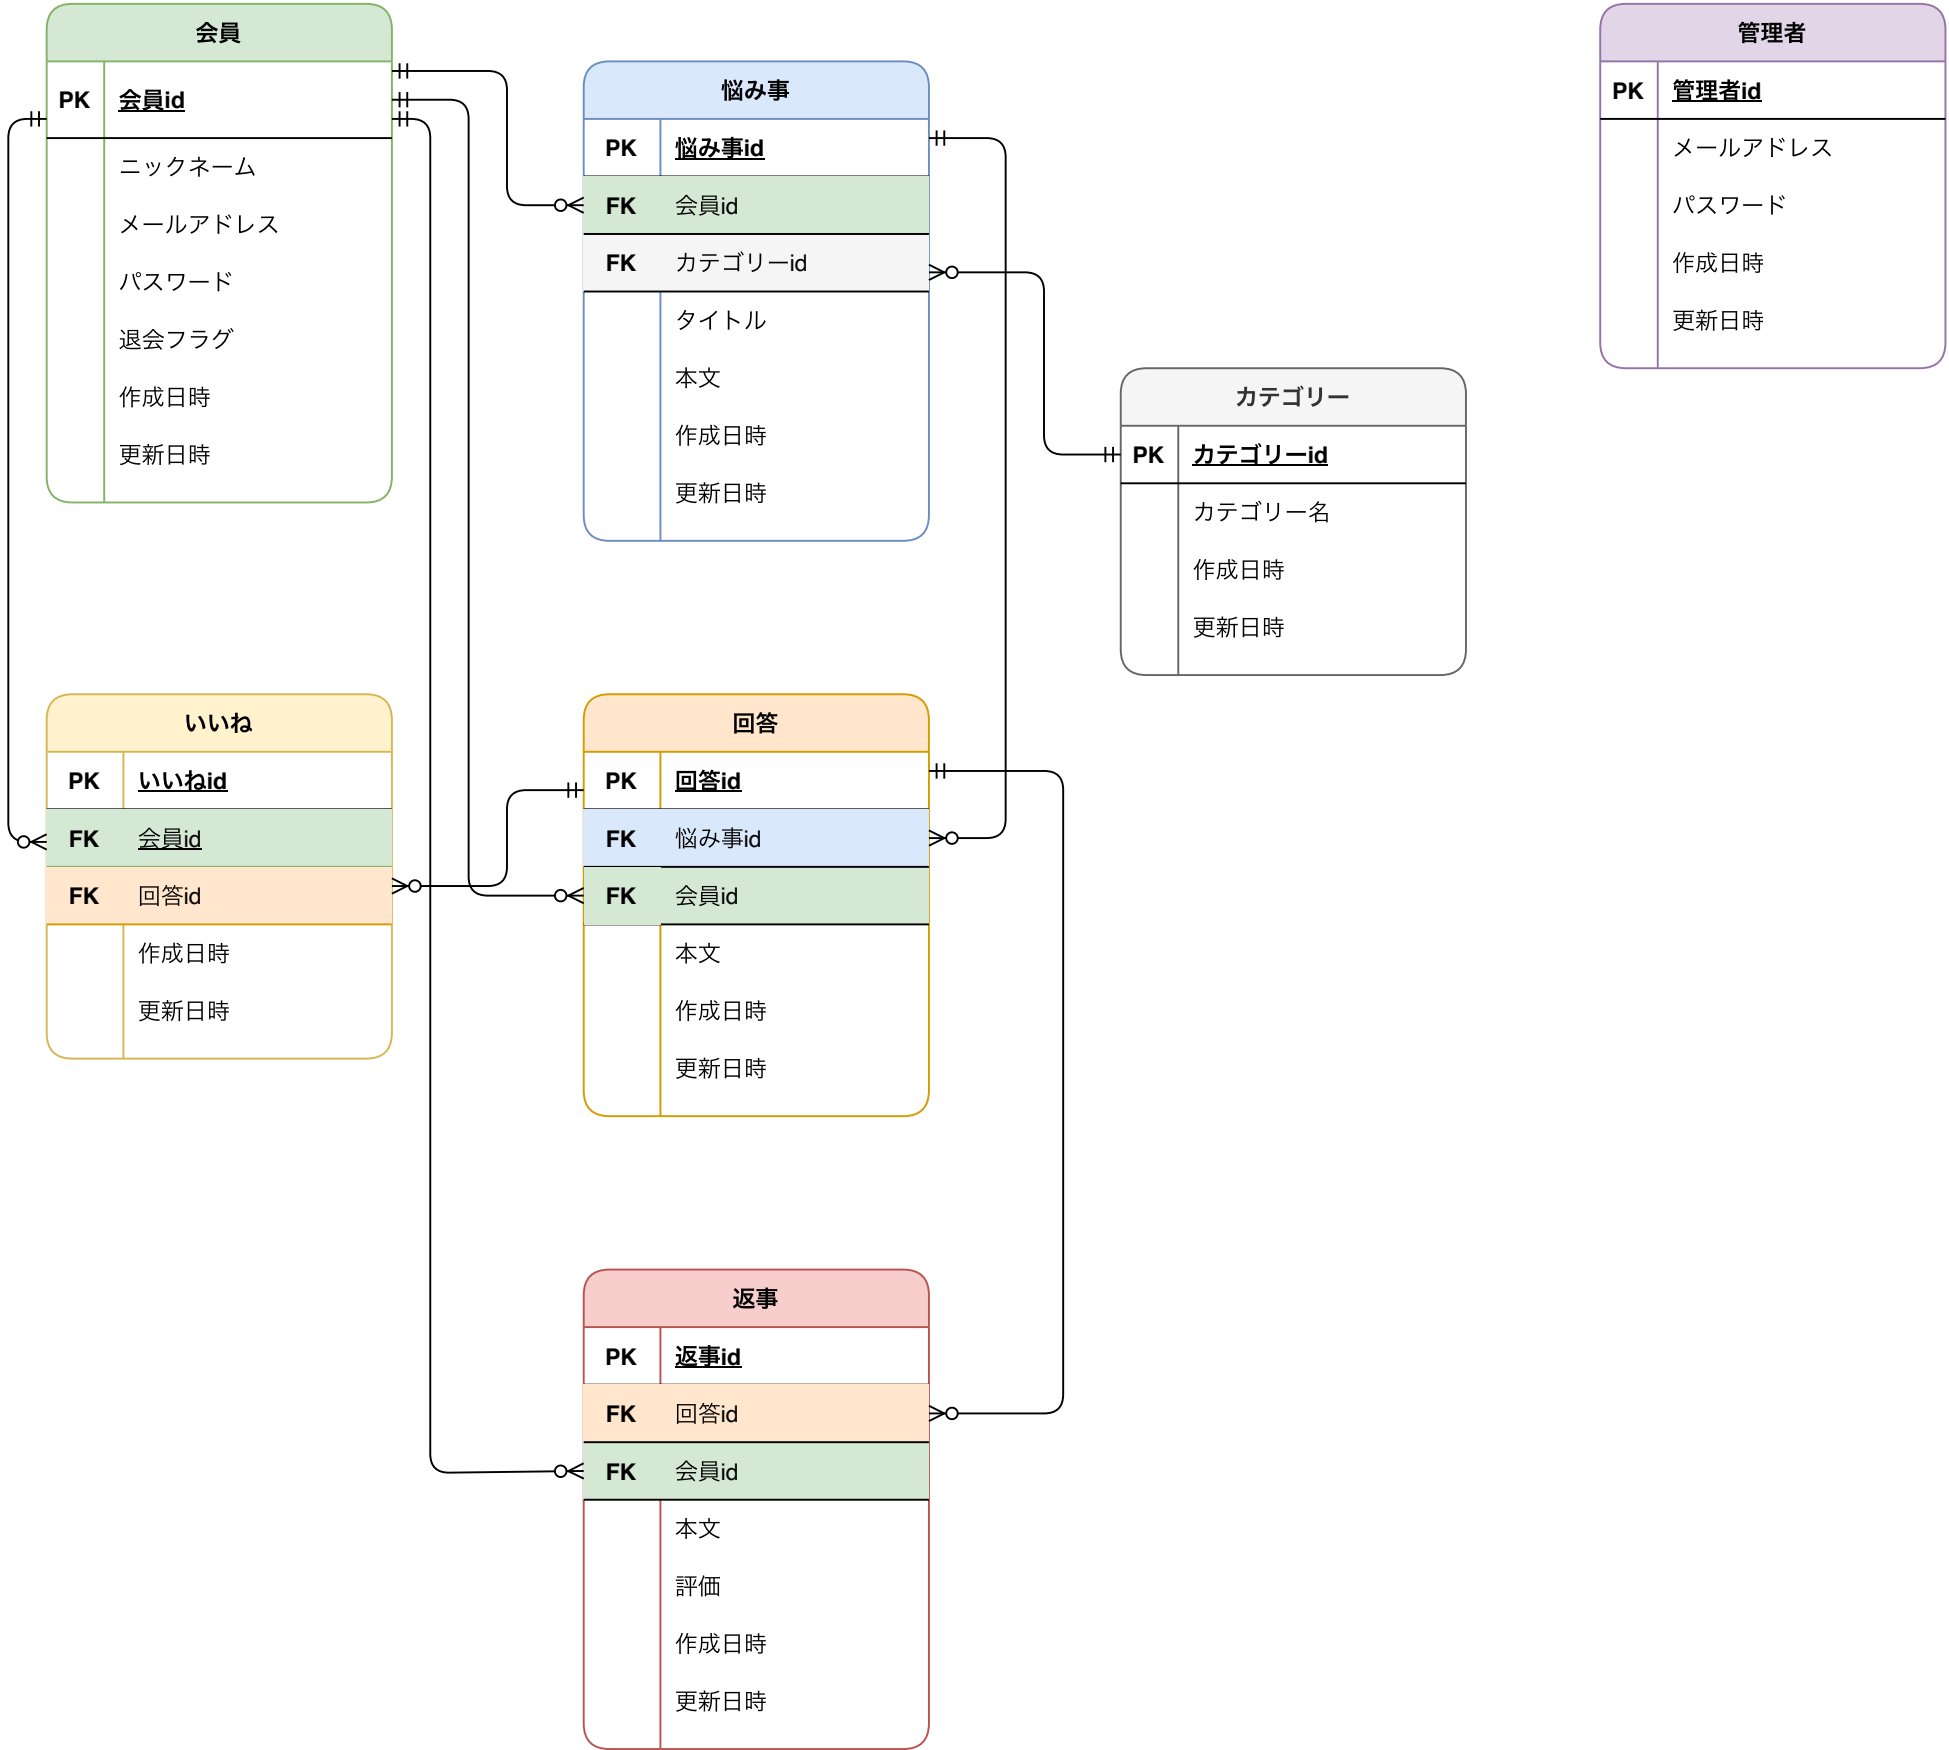 会員
PK 会員id
ニックネーム
メールアドレス
パスワード
退会フラグ
作成日時
更新日時
悩み事
PK 悩み事id
FK 会員id
FK カテゴリーid
タイトル
本文
作成日時
更新日時
カテゴリー
PK カテゴリーid
カテゴリー名
作成日時
更新日時
管理者
PK 管理者id
メールアドレス
パスワード
作成日時
更新日時
いいね
PK いいねid
FK 会員id
FK 回答id
作成日時
更新日時
回答
PK 回答id
FK 悩み事id
FK 会員id
本文
作成日時
更新日時
返事
PK 返事id
FK 回答id
FK 会員id
本文
評価
作成日時
更新日時